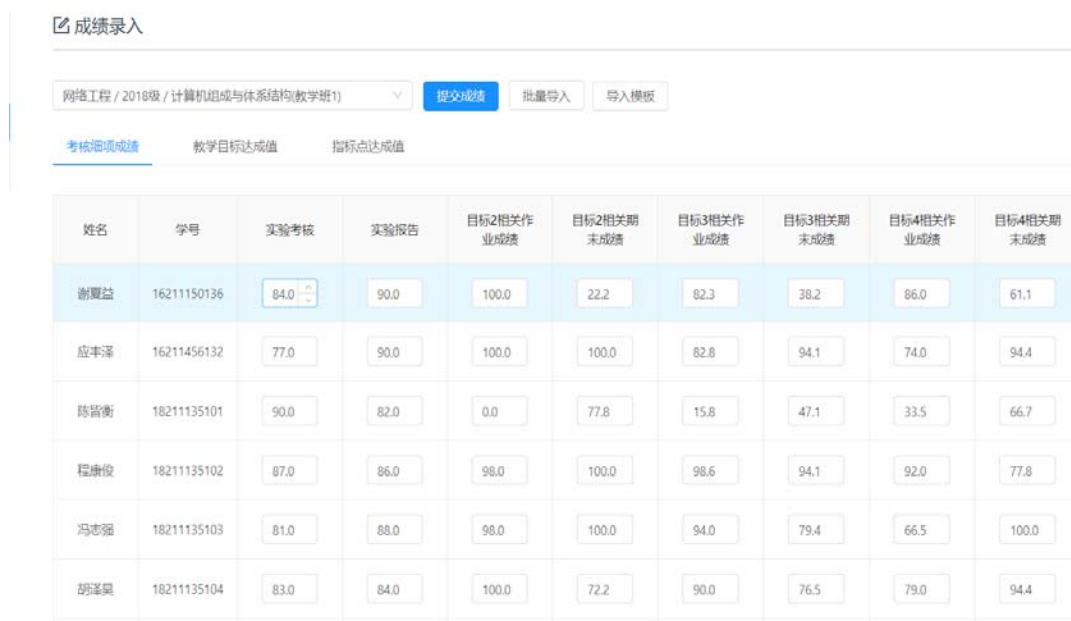 成绩录入
网络工程 / 2018级 / 计算机组成与体系结构(教学班1) 提交成绩 批量导入 导入模板
考核细项成绩 教学目标达成值 指标点达成值
姓名 学号 实验考核 实验报告 目标2相关作业成绩 目标2相关期末成绩 目标3相关作业成绩 目标3相关期末成绩 目标4相关作业成绩 目标4相关期末成绩
谢夏益 16211150136 84.0 90.0 100.0 22.2 82.3 38.2 86.0 61.1
应丰泽 16211456132 77.0 90.0 100.0 100.0 82.8 94.1 74.0 94.4
陈皆衡 18211135101 90.0 82.0 0.0 77.8 15.8 47.1 33.5 66.7
程康俊 18211135102 87.0 86.0 98.0 100.0 98.6 94.1 92.0 77.8
冯志强 18211135103 81.0 88.0 98.0 100.0 94.0 79.4 66.5 100.0
胡泽昊 18211135104 83.0 84.0 100.0 72.2 90.0 76.5 79.0 94.4